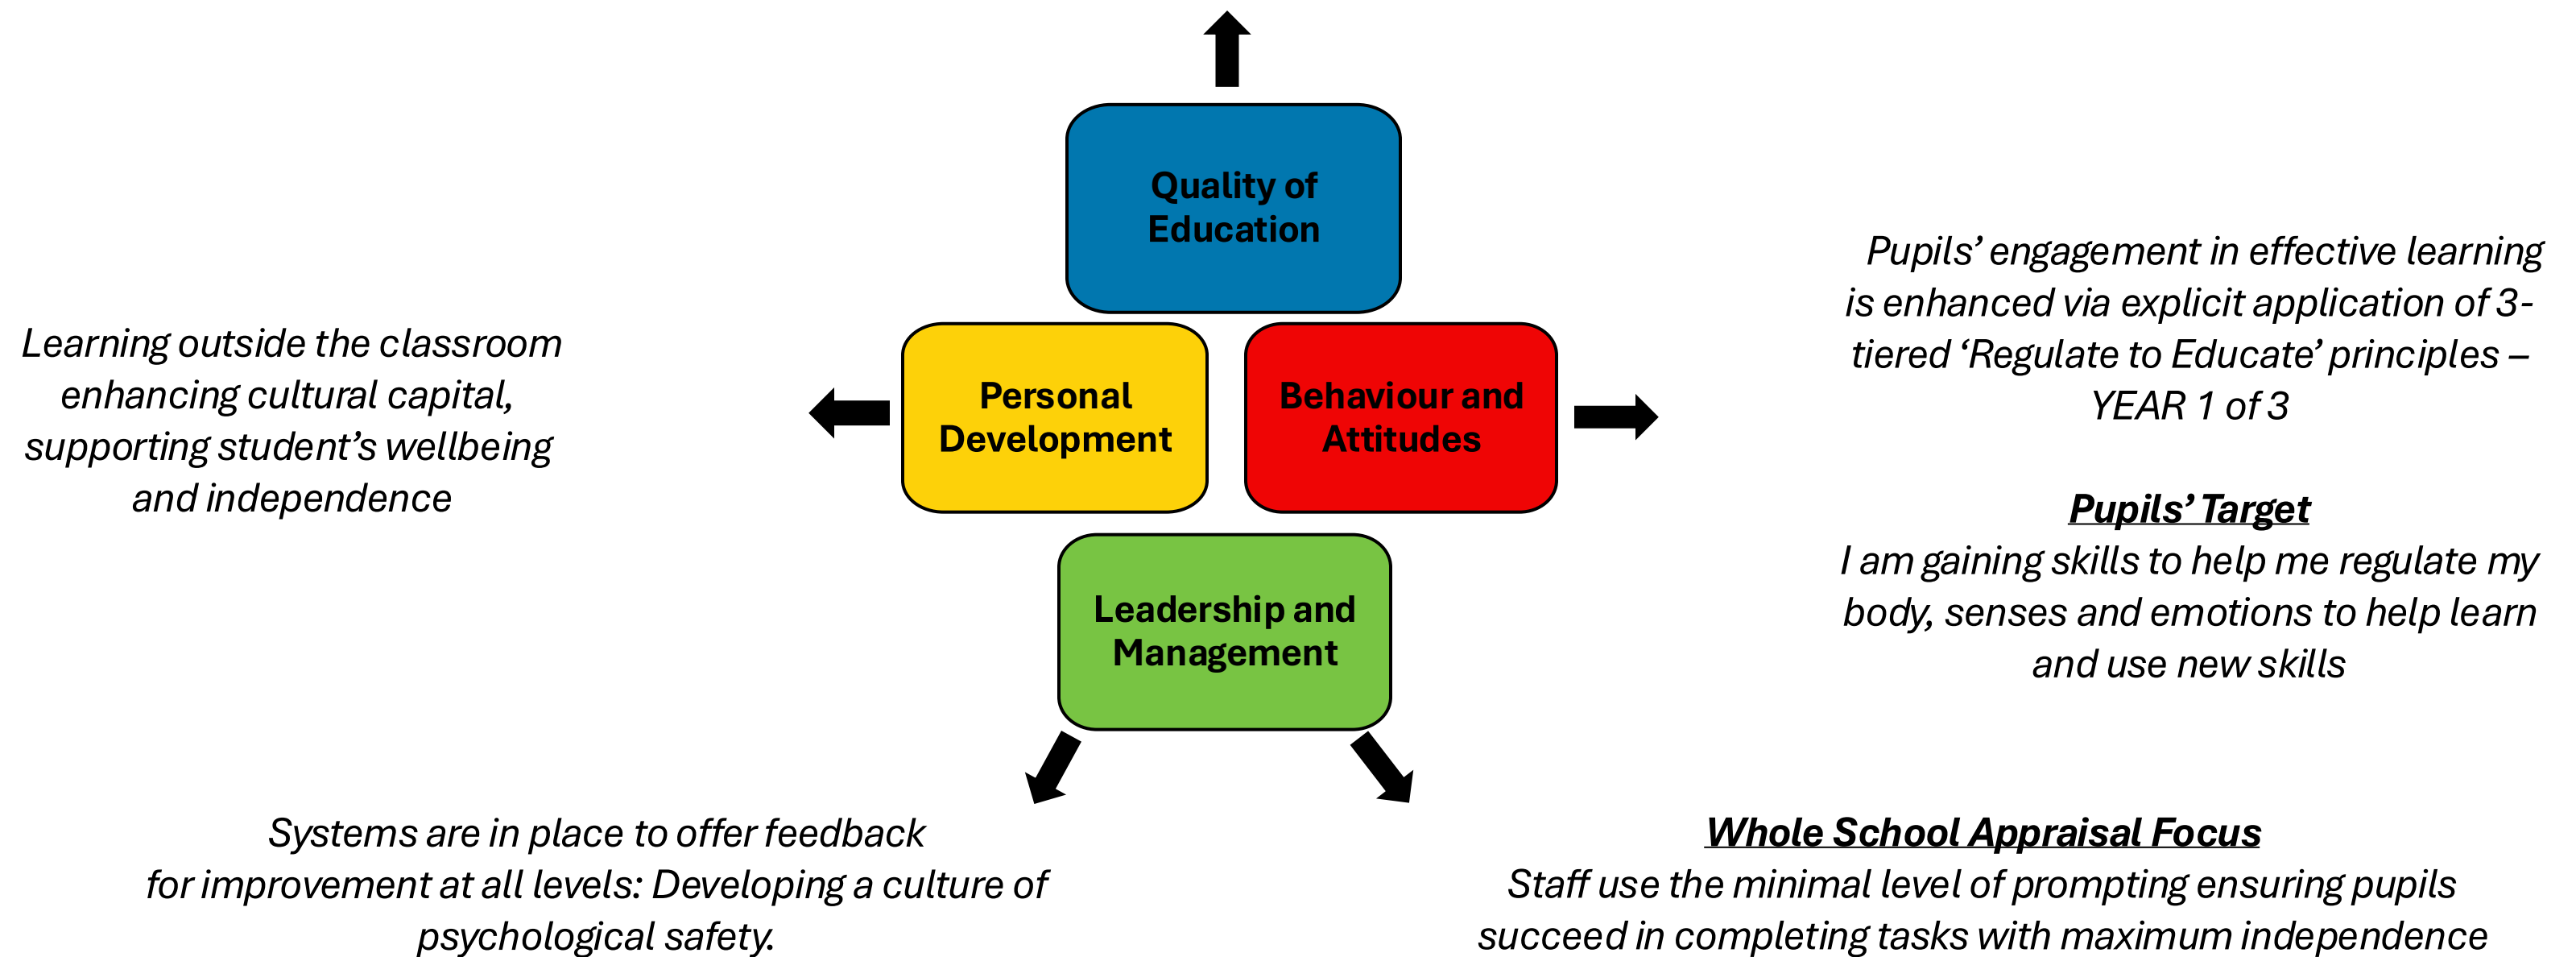 Quality of
Education
Learning outside the classroom
enhancing cultural capital,
supporting student’s wellbeing
and independence
Personal
Development
Behaviour and
Attitudes
Pupils’ engagement in effective learning
is enhanced via explicit application of 3-
tiered ‘Regulate to Educate’ principles –
YEAR 1 of 3
Pupils’ Target
I am gaining skills to help me regulate my
body, senses and emotions to help learn
and use new skills
Leadership and
Management
Systems are in place to offer feedback
for improvement at all levels: Developing a culture of
psychological safety.
Whole School Appraisal Focus
Staff use the minimal level of prompting ensuring pupils
succeed in completing tasks with maximum independence